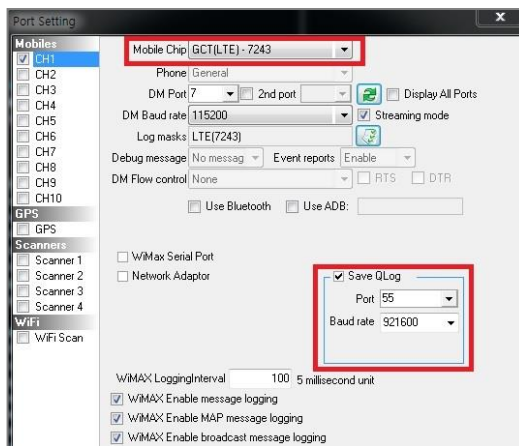 Port Setting
x
Mobiles
CH1
CH2
CH3
CH4
CH5
CH6
CH7
CH8
CH9
CH10
GPS
GPS
Scanners
Scanner 1
Scanner 2
Scanner 3
Scanner 4
WiFi
WiFi Scan
Mobile Chip GCT(LTE) - 7243
Phone General
DM Port 7 2nd port Display All Ports
DM Baud rate 115200 Streaming mode
Log masks LTE(7243)
Debug message No messag Event reports Enable
DM Flow control None RTS DTR
Use Bluetooth Use ADB:
WiMax Serial Port
Network Adaptor
Save QLog
Port 55
Baud rate 921600
WiMAX LoggingInterval 100 5 millisecond unit
WiMAX Enable message logging
WiMAX Enable MAP message logging
WiMAX Enable broadcast message logging